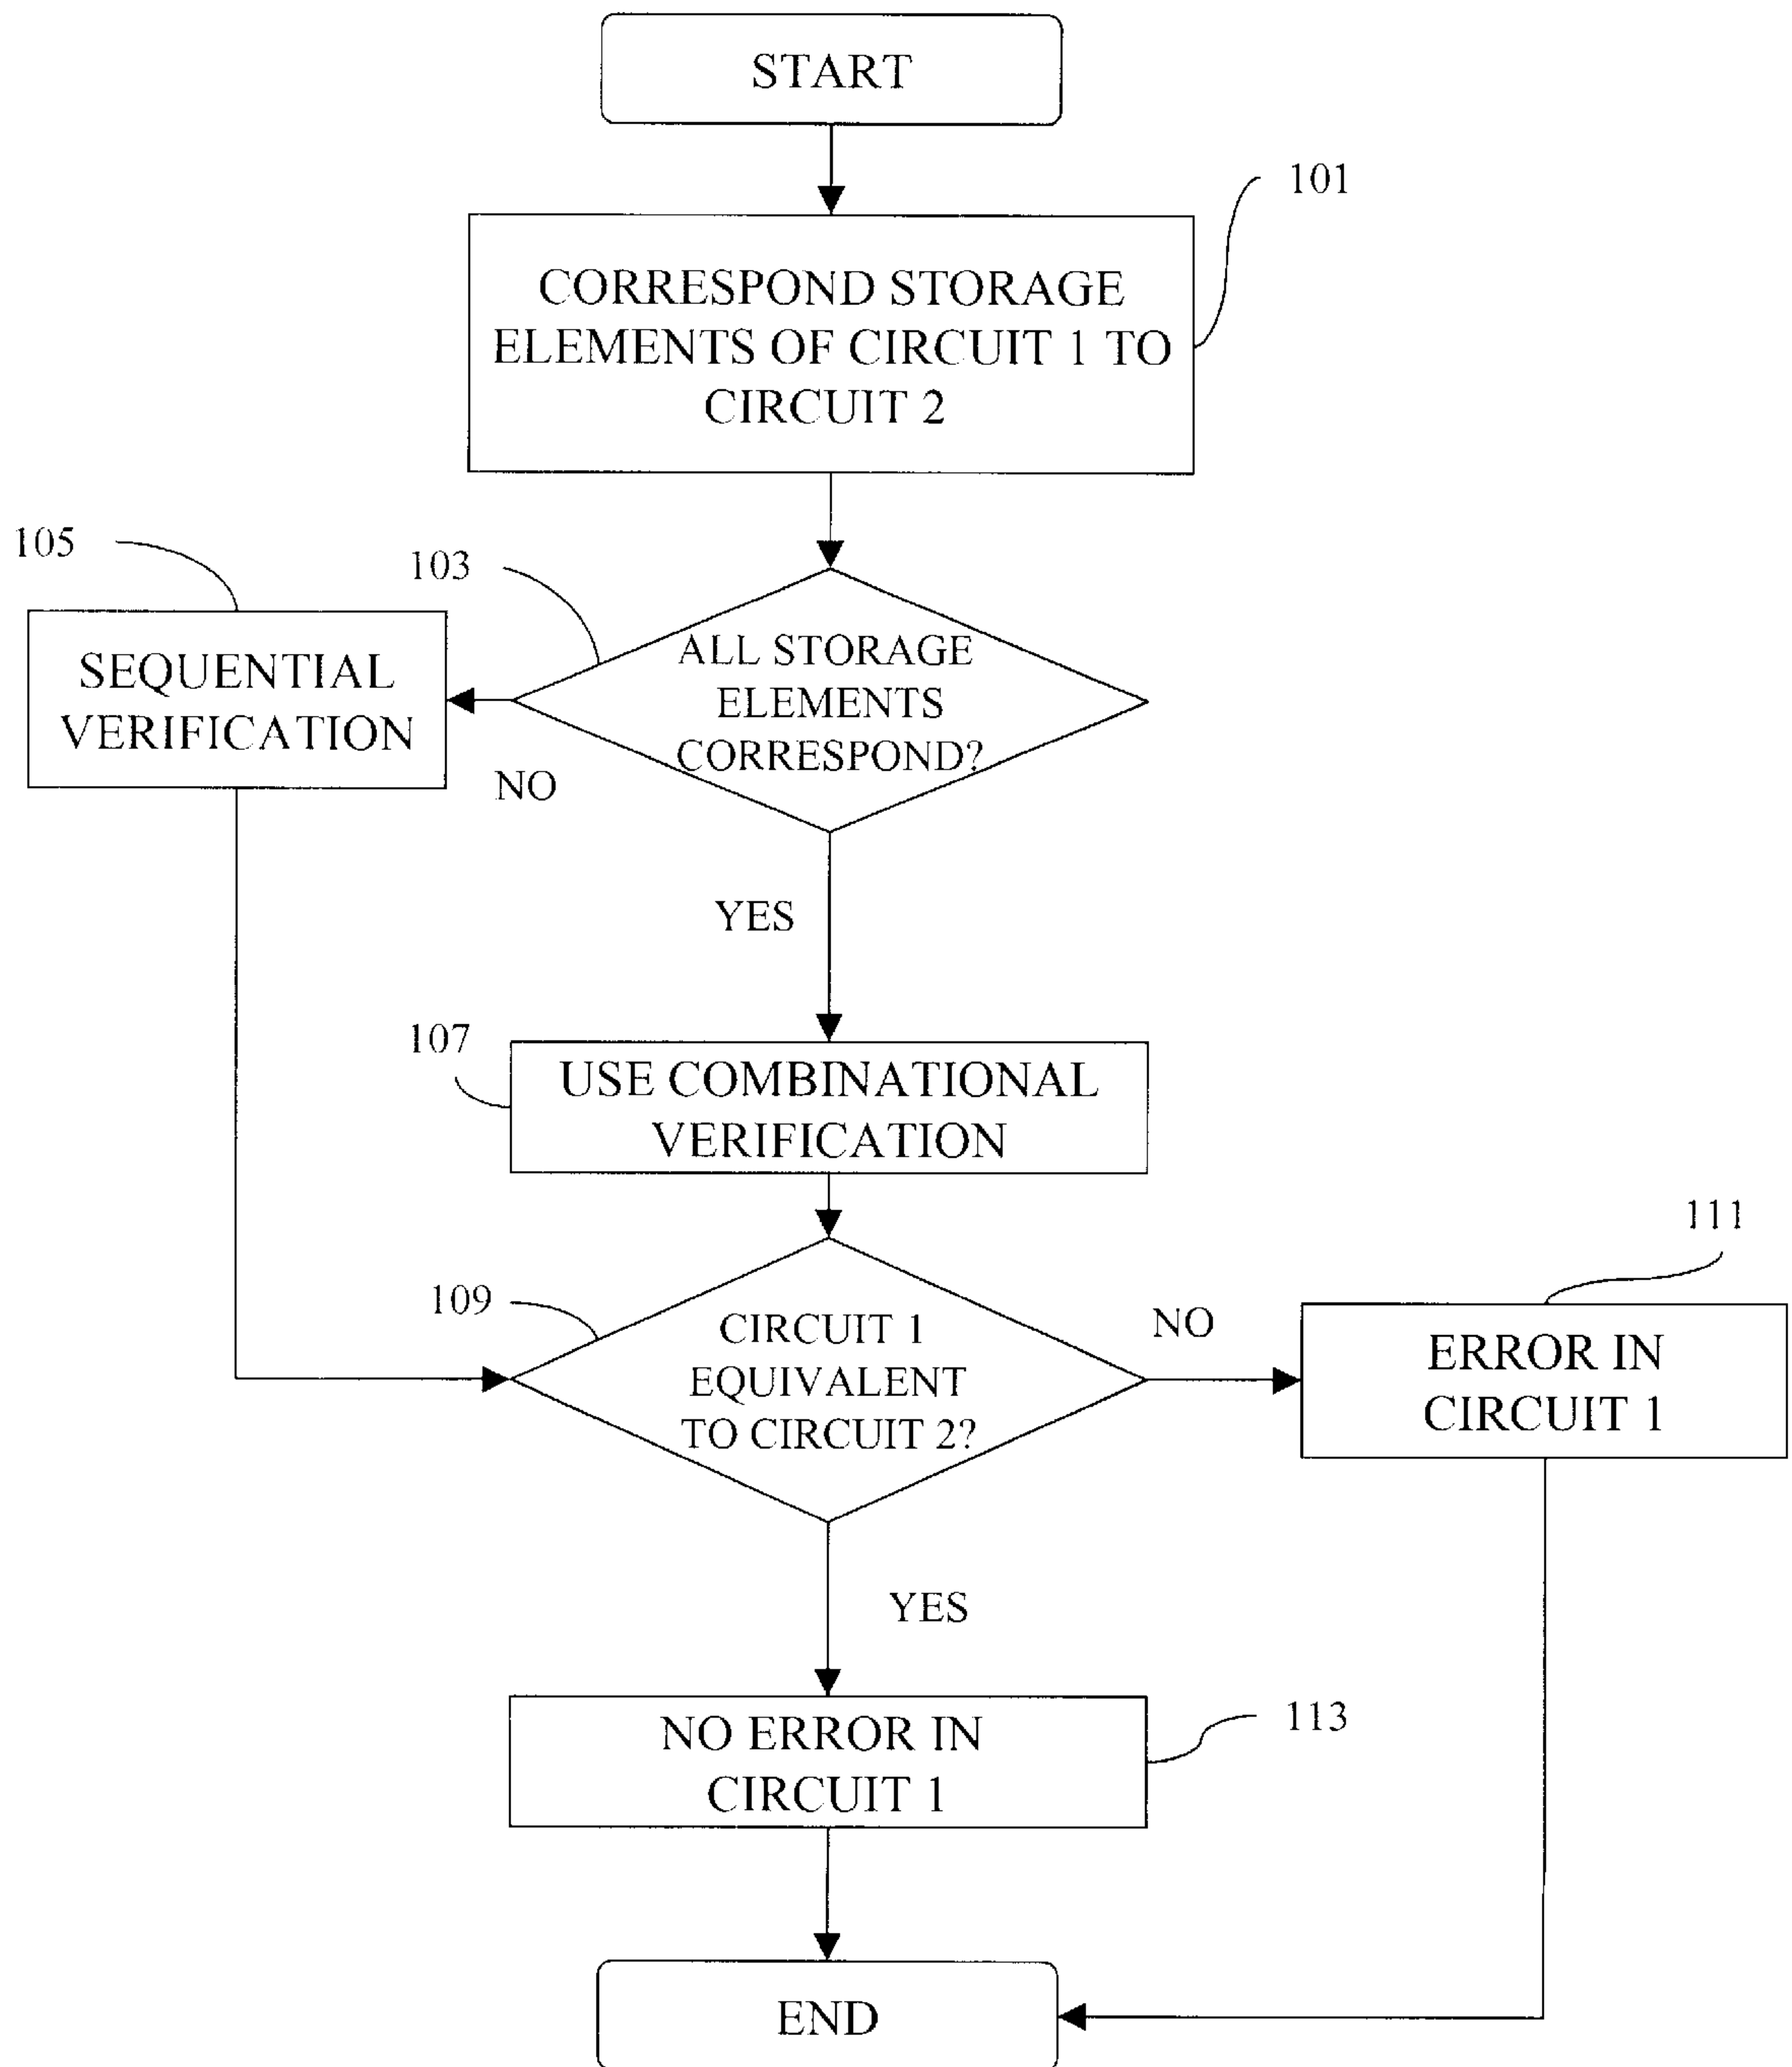 START
101
CORRESPOND STORAGE
ELEMENTS OF CIRCUIT 1 TO
CIRCUIT 2
105
103
SEQUENTIAL
VERIFICATION
ALL STORAGE
ELEMENTS
CORRESPOND?
NO
YES
107
USE COMBINATIONAL
VERIFICATION
111
109
CIRCUIT 1
EQUIVALENT
TO CIRCUIT 2?
NO
ERROR IN
CIRCUIT 1
YES
NO ERROR IN
CIRCUIT 1
113
END